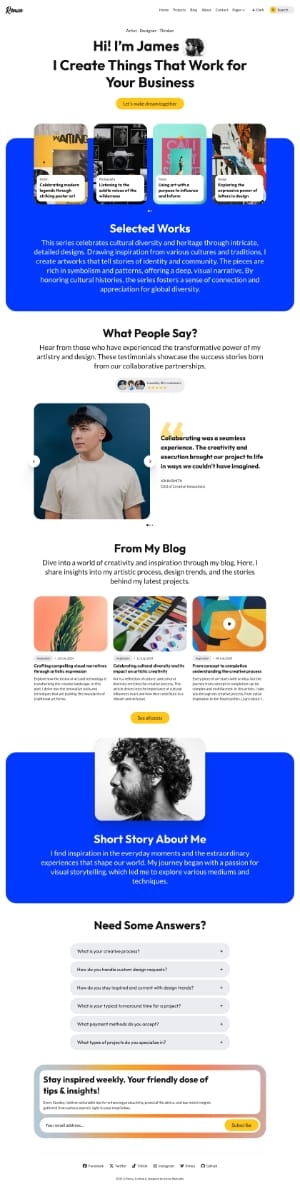 Renue
Home Projects Blog About Contact Pages Dark Search
Artist · Designer · Thinker
Hi! I'm James
I Create Things That Work for
Your Business
Let's make dream together
WAITING
CALL
Celebrating modern
legends through
striking poster art
Photography
Listening to the
subtle voices of the
wilderness
Using art with a
purpose to influence
and inform
Exploring the
expressive power of
letters in design
Selected Works
This series celebrates cultural diversity and heritage through intricate,
detailed designs. Drawing inspiration from various cultures and traditions, I
create artworks that tell stories of identity and community. The pieces are
rich in symbolism and patterns, offering a deep, visual narrative. By
honoring cultural histories, the series fosters a sense of connection and
appreciation for global diversity.
What People Say?
Hear from those who have experienced the transformative power of my
artistry and design. These testimonials showcase the success stories born
from our collaborative partnerships.
Collaborating was a seamless
experience. The creativity and
execution brought our project to life
in ways we couldn't have imagined.
From My Blog
Dive into a world of creativity and inspiration through my blog. Here, I
share insights into my artistic process, design trends, and the stories
behind my latest projects.
Crafting compelling visual narratives
through artistic expression
Celebrating cultural diversity and its
impact on artistic creativity
From concept to completion
understanding the creative process
See all posts
Short Story About Me
I find inspiration in the everyday moments and the extraordinary
experiences that shape our world. My journey began with a passion for
visual storytelling, which led me to explore various mediums and
techniques.
Need Some Answers?
What is your creative process? +
How do you handle custom design requests? +
How do you stay inspired and current with design trends? +
What is your typical turnaround time for a project? +
What payment methods do you accept? +
What types of projects do you specialize in? +
Stay inspired weekly. Your friendly dose of
tips & insights!
Your email address... Subscribe
Facebook Twitter Tiktok Instagram Vimeo Github